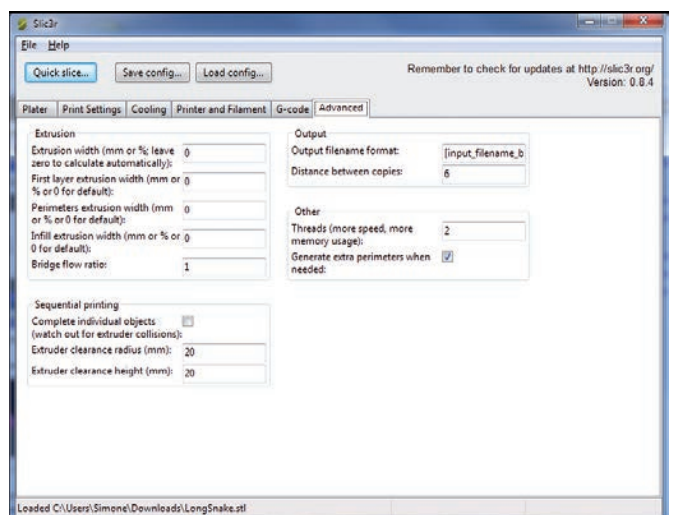 Slic3r
File Help
Quick slice... Save config... Load config... Remember to check for updates at http://slic3r.org/
Version: 0.8.4
Plater Print Settings Cooling Printer and Filament G-code Advanced
Extrusion
Extrusion width (mm or %; leave
zero to calculate automatically): 0
First layer extrusion width (mm or
% or 0 for default): 0
Perimeters extrusion width (mm
or % or 0 for default): 0
Infill extrusion width (mm or % or
0 for default): 0
Bridge flow ratio: 1
Sequential printing
Complete individual objects
(watch out for extruder collisions):
Extruder clearance radius (mm): 20
Extruder clearance height (mm): 20
Output
Output filename format: [input_filename_b
Distance between copies: 6
Other
Threads (more speed, more
memory usage): 2
Generate extra perimeters when
needed:
Loaded C:\Users\Simone\Downloads\LongSnake.stl